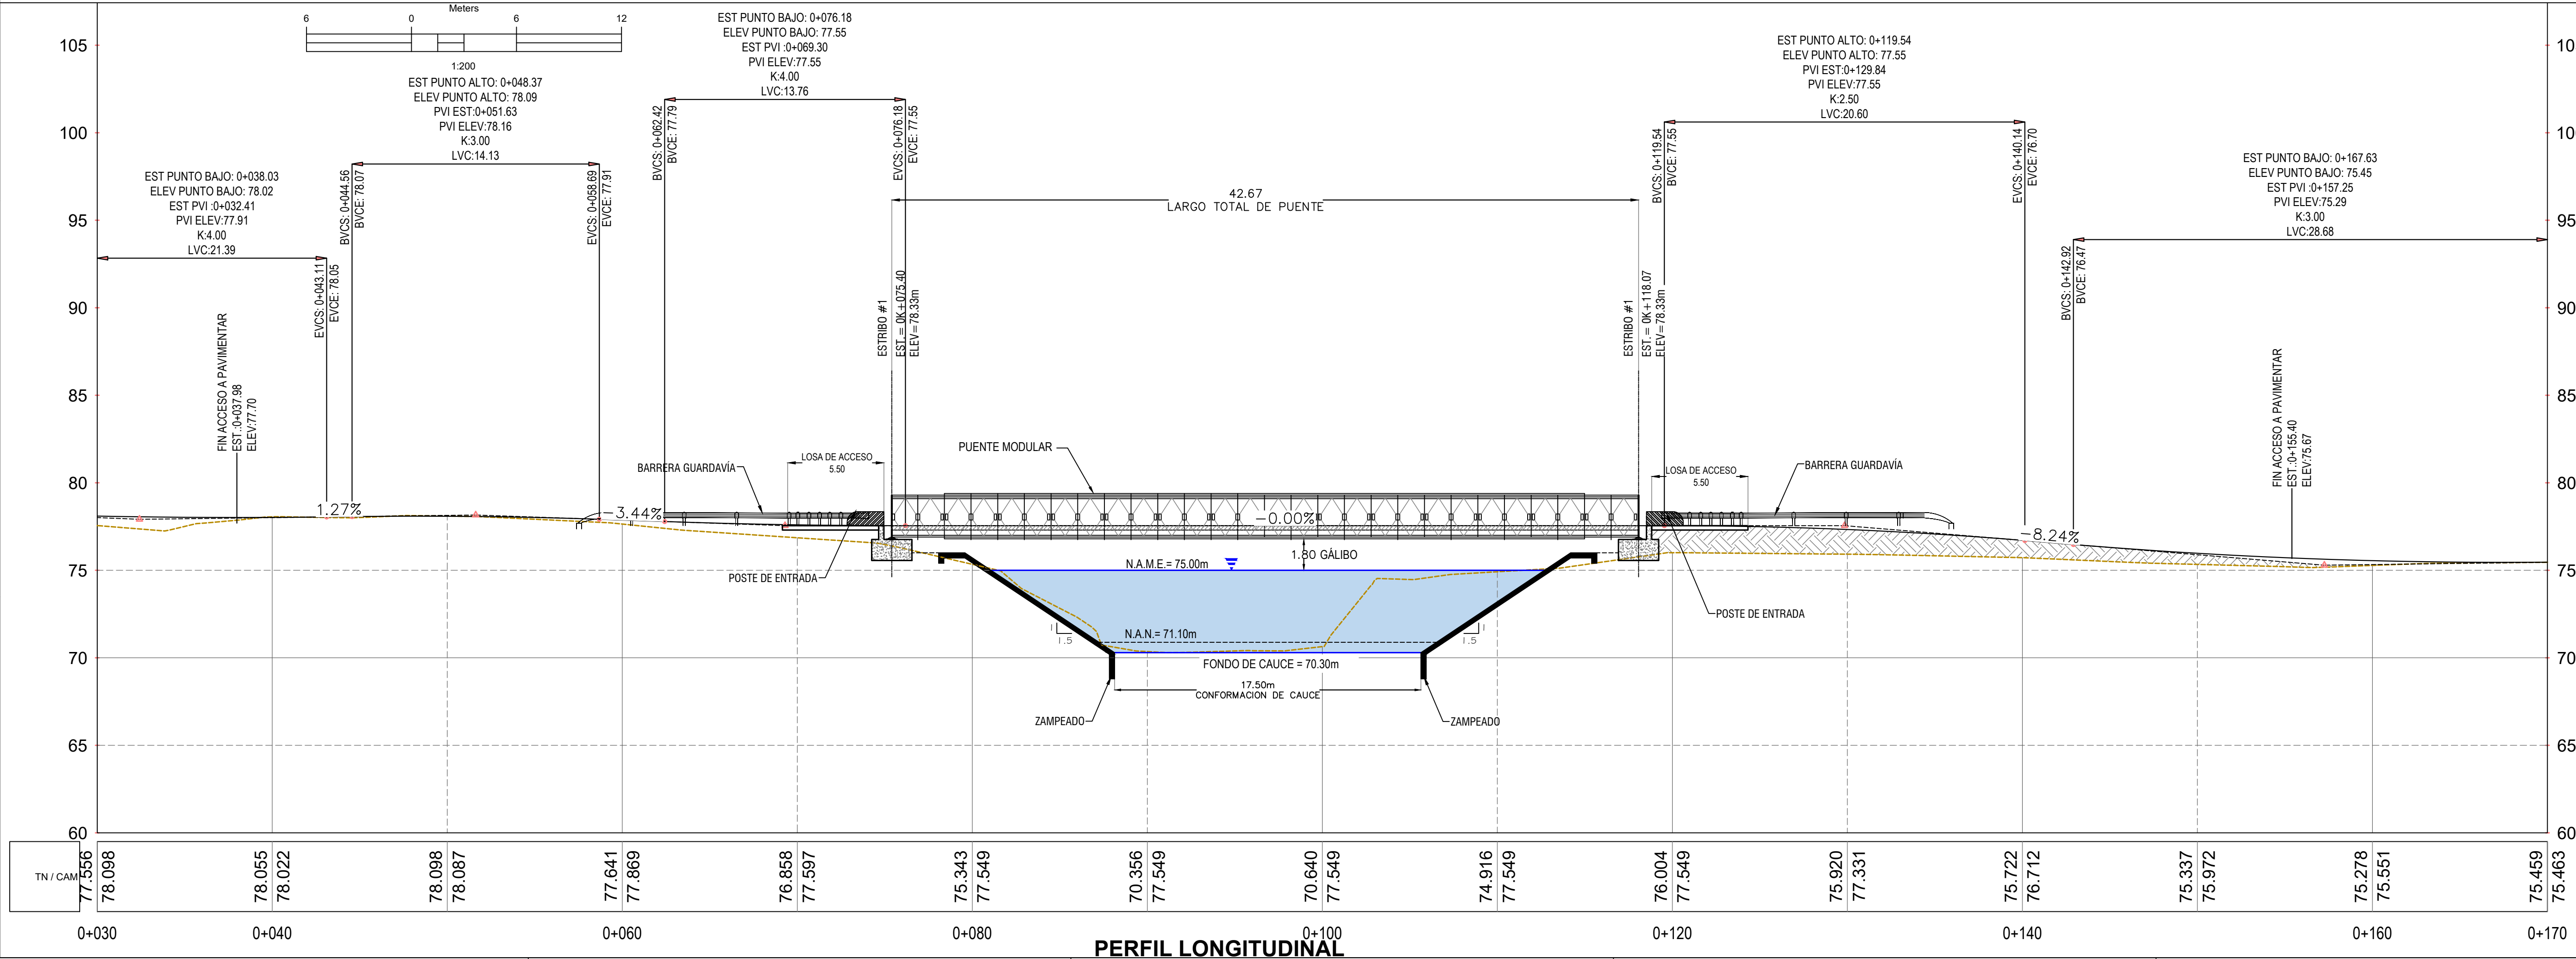 Meters
6 0 6 12
1:200
EST PUNTO BAJO: 0+038.03
ELEV PUNTO BAJO: 78.02
EST PVI :0+032.41
PVI ELEV:77.91
K:4.00
LVC:21.39
EVCS: 0+043.11
EVCE: 78.05
EST PUNTO ALTO: 0+048.37
ELEV PUNTO ALTO: 78.09
PVI EST:0+051.63
PVI ELEV:78.16
K:3.00
LVC:14.13
BVCS: 0+044.56
BVCE: 78.07
EVCS: 0+058.69
EVCE: 77.91
EST PUNTO BAJO: 0+076.18
ELEV PUNTO BAJO: 77.55
EST PVI :0+069.30
PVI ELEV:77.55
K:4.00
LVC:13.76
BVCS: 0+062.42
BVCE: 77.79
EVCS: 0+076.18
EVCE: 77.55
42.67
LARGO TOTAL DE PUENTE
EST PUNTO ALTO: 0+119.54
ELEV PUNTO ALTO: 77.55
PVI EST:0+129.84
PVI ELEV:77.55
K:2.50
LVC:20.60
BVCS: 0+119.54
BVCE: 77.55
EVCS: 0+140.14
EVCE: 76.70
EST PUNTO BAJO: 0+167.63
ELEV PUNTO BAJO: 75.45
EST PVI :0+157.25
PVI ELEV:75.29
K:3.00
LVC:28.68
BVCS: 0+142.92
BVCE: 76.47
FIN ACCESO A PAVIMENTAR
EST.:0+037.98
ELEV:77.70
ESTRIBO #1
EST. = 0K+075.40
ELEV=78.33m
ESTRIBO #1
EST. = 0K+118.07
ELEV=78.33m
FIN ACCESO A PAVIMENTAR
EST.:0+155.40
ELEV:75.67
105 10
100 10
95 95
90 90
85 85
80 80
75 75
70 70
65 65
60 60
PUENTE MODULAR
BARRERA GUARDAVÍA
LOSA DE ACCESO
5.50
LOSA DE ACCESO
5.50
BARRERA GUARDAVÍA
1.27%
-3.44%
-0.00%
-8.24%
1.80 GÁLIBO
POSTE DE ENTRADA
N.A.M.E.= 75.00m
POSTE DE ENTRADA
N.A.N.= 71.10m
1
1.5
1
1.5
FONDO DE CAUCE = 70.30m
17.50m
CONFORMACION DE CAUCE
ZAMPEADO
ZAMPEADO
TN / CAM
77.556
78.098
78.055
78.022
78.098
78.087
77.641
77.869
76.858
77.597
75.343
77.549
70.356
77.549
70.640
77.549
74.916
77.549
76.004
77.549
75.920
77.331
75.722
76.712
75.337
75.972
75.278
75.551
75.459
75.463
0+030 0+040 0+060 0+080 0+100 0+120 0+140 0+160 0+170
PERFIL LONGITUDINAL